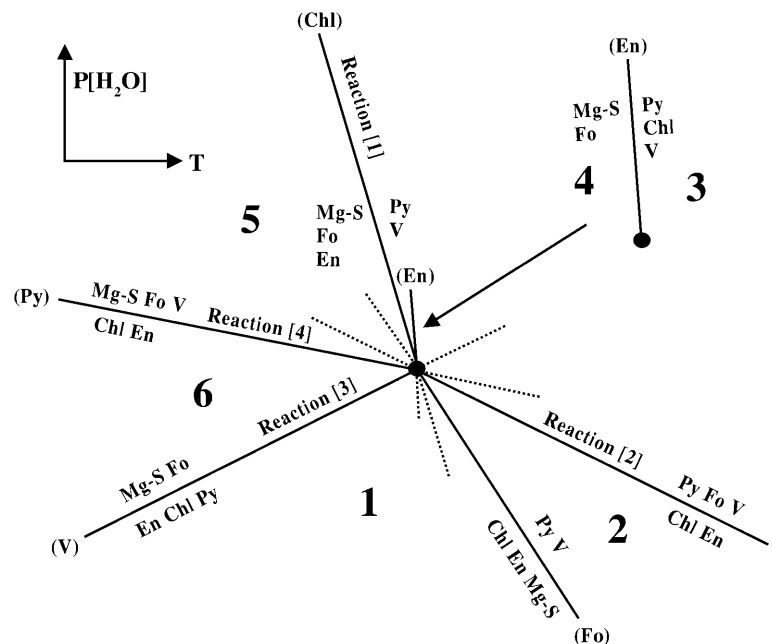 (Chl)
P[H₂O]
T
Reaction [1]
(En)
Mg-S
Fo
Py
Chl
V
4
3
5
Mg-S
Fo
En
Py
V
(En)
(Py)
Mg-S Fo V
Chl En
Reaction [4]
6
Reaction [3]
Mg-S Fo
En Chl Py
(V)
1
Reaction [2]
Py Fo V
Chl En
2
Py V
Chl En Mg-S
(Fo)